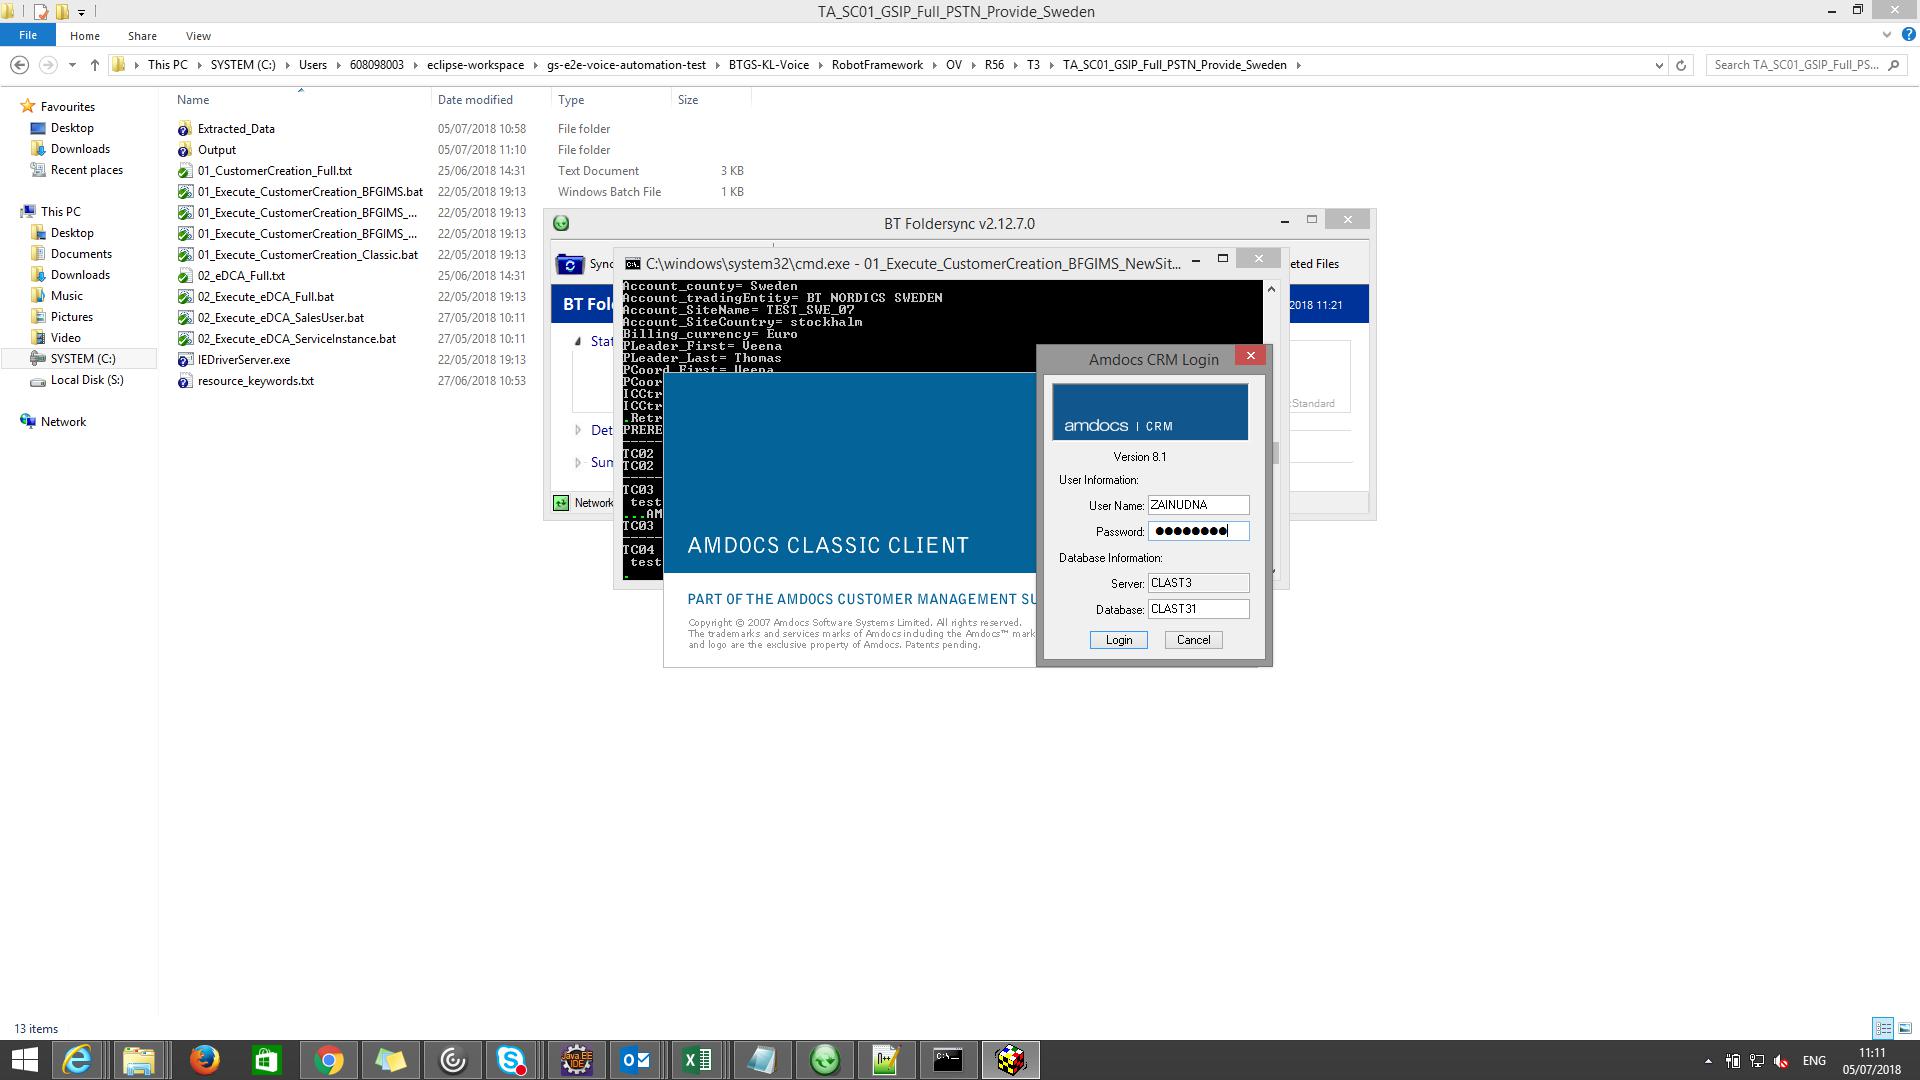 TA_SC01_GSIP_Full_PSTN_Provide_Sweden
File Home Share View
This PC SYSTEM (C:) Users 608098003 eclipse-workspace gs-e2e-voice-automation-test BTGS-KL-Voice RobotFramework OV R56 T3 TA_SC01_GSIP_Full_PSTN_Provide_Sweden
Search TA_SC01_GSIP_Full_PS...
Favourites
Desktop
Downloads
Recent places
This PC
Desktop
Documents
Downloads
Music
Pictures
Video
SYSTEM (C:)
Local Disk (S:)
Network
Name Date modified Type Size
Extracted_Data 05/07/2018 10:58 File folder
Output 05/07/2018 11:10 File folder
01_CustomerCreation_Full.txt 25/06/2018 14:31 Text Document 3 KB
01_Execute_CustomerCreation_BFGIMS.bat 22/05/2018 19:13 Windows Batch File 1 KB
01_Execute_CustomerCreation_BFGIMS_... 22/05/2018 19:13
01_Execute_CustomerCreation_BFGIMS_... 22/05/2018 19:13
01_Execute_CustomerCreation_Classic.bat 22/05/2018 19:13
02_eDCA_Full.txt 25/06/2018 14:31
02_Execute_eDCA_Full.bat 22/05/2018 19:13
02_Execute_eDCA_SalesUser.bat 27/05/2018 10:11
02_Execute_eDCA_ServiceInstance.bat 27/05/2018 10:11
IEDriverServer.exe 22/05/2018 19:13
resource_keywords.txt 27/06/2018 10:53
BT Foldersync v2.12.7.0
Sync
eted Files
BT Fol
2018 11:21
Stat
:Standard
Det
Sum
Network
C:\windows\system32\cmd.exe - 01_Execute_CustomerCreation_BFGIMS_NewSit...
Account_county= Sweden
Account_tradingEntity= BT NORDICS SWEDEN
Account_SiteName= TEST_SWE_07
Account_SiteCountry= stockhalm
Billing_currency= Euro
PLeader_First= Veena
PLeader_Last= Thomas
PCoord_First= Veena
PCoor
ICCtr
ICCtr
.Retr
PRERE
-----
TC02
TC02
-----
TC03
test
...AM
TC03
-----
TC04
test
AMDOCS CLASSIC CLIENT
PART OF THE AMDOCS CUSTOMER MANAGEMENT SU
Copyright © 2007 Amdocs Software Systems Limited. All rights reserved.
The trademarks and services marks of Amdocs including the Amdocs™ mark
and logo are the exclusive property of Amdocs. Patents pending.
Amdocs CRM Login
amdocs | CRM
Version 8.1
User Information:
User Name: ZAINUDNA
Password: ●●●●●●●●
Database Information:
Server: CLAST3
Database: CLAST31
Login Cancel
13 items
ENG
11:11
05/07/2018